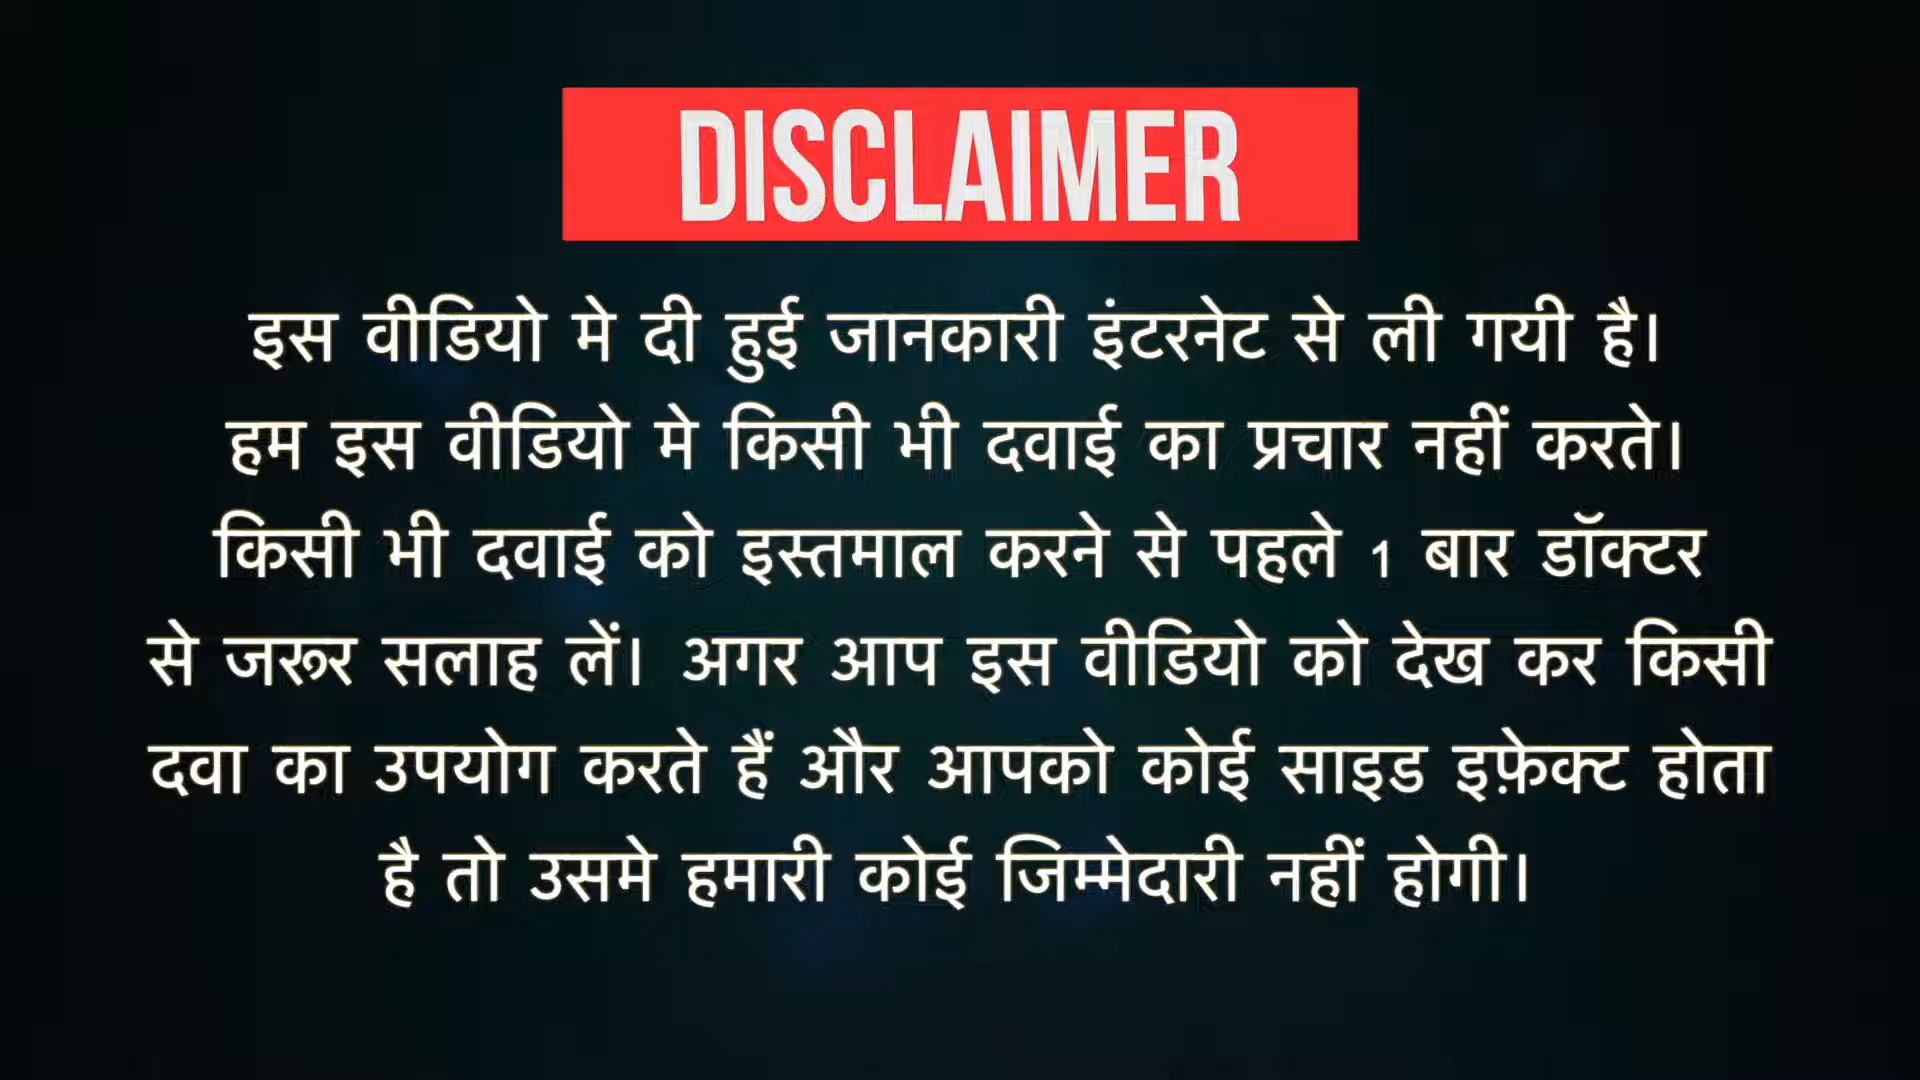 DISCLAIMER
इस वीडियो मे दी हुई जानकारी इंटरनेट से ली गयी है।
हम इस वीडियो मे किसी भी दवाई का प्रचार नहीं करते।
किसी भी दवाई को इस्तमाल करने से पहले 1 बार डॉक्टर
से जरूर सलाह लें। अगर आप इस वीडियो को देख कर किसी
दवा का उपयोग करते हैं और आपको कोई साइड इफ़ेक्ट होता
है तो उसमे हमारी कोई जिम्मेदारी नहीं होगी।